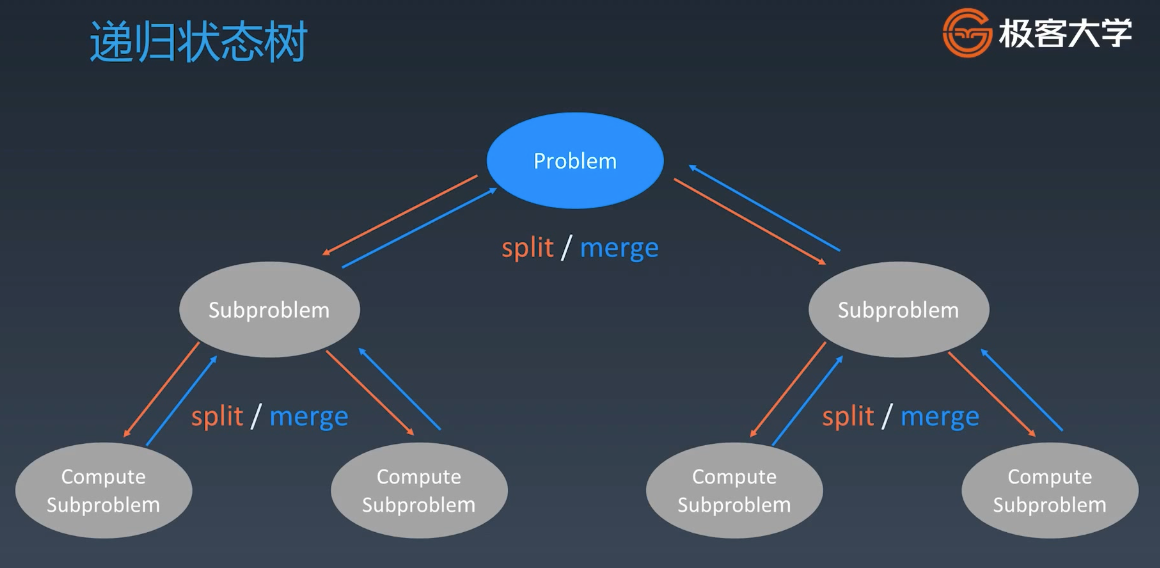 递归状态树
极客大学
Problem
split / merge
Subproblem
Subproblem
split / merge
split / merge
Compute
Subproblem
Compute
Subproblem
Compute
Subproblem
Compute
Subproblem